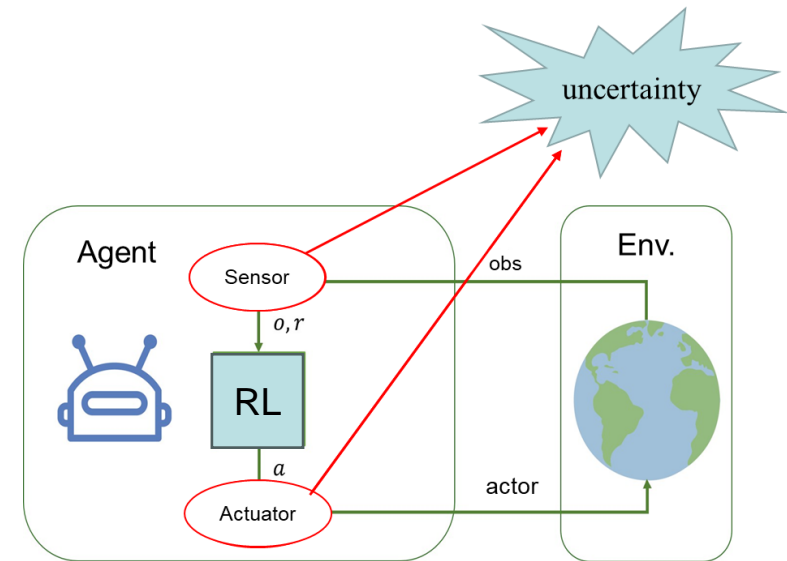 uncertainty
Agent
Env.
Sensor
obs
o,r
RL
a
actor
Actuator